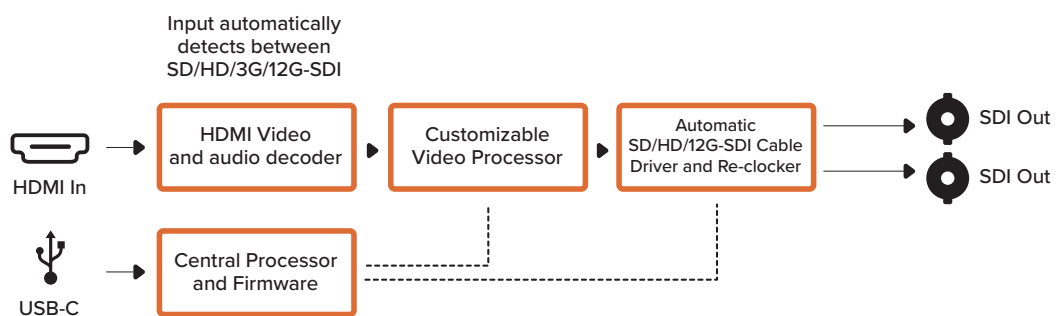 Input automatically
detects between
SD/HD/3G/12G-SDI
HDMI In
HDMI Video
and audio decoder
Customizable
Video Processor
Automatic
SD/HD/12G-SDI Cable
Driver and Re-clocker
SDI Out
SDI Out
USB-C
Central Processor
and Firmware